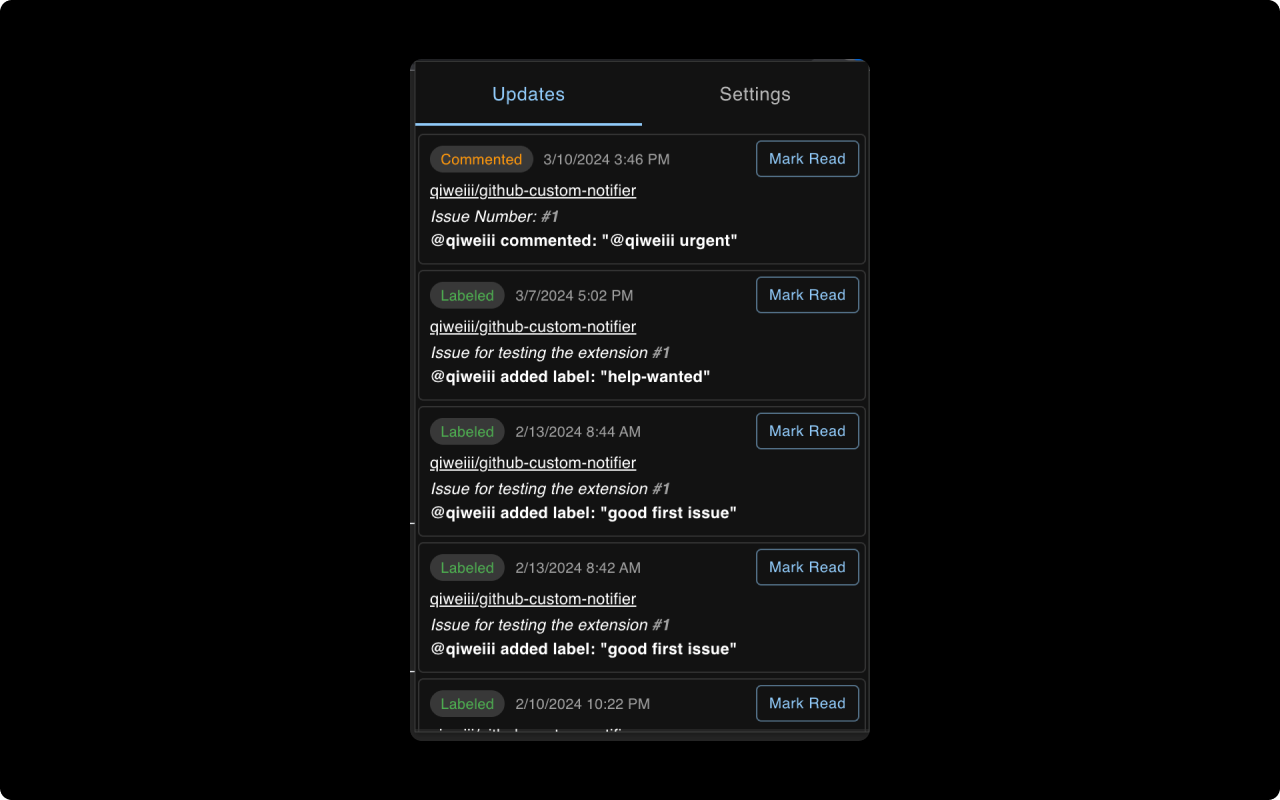 Updates Settings
Commented 3/10/2024 3:46 PM Mark Read
qiweiii/github-custom-notifier
Issue Number: #1
@qiweiii commented: "@qiweiii urgent"
Labeled 3/7/2024 5:02 PM Mark Read
qiweiii/github-custom-notifier
Issue for testing the extension #1
@qiweiii added label: "help-wanted"
Labeled 2/13/2024 8:44 AM Mark Read
qiweiii/github-custom-notifier
Issue for testing the extension #1
@qiweiii added label: "good first issue"
Labeled 2/13/2024 8:42 AM Mark Read
qiweiii/github-custom-notifier
Issue for testing the extension #1
@qiweiii added label: "good first issue"
Labeled 2/10/2024 10:22 PM Mark Read